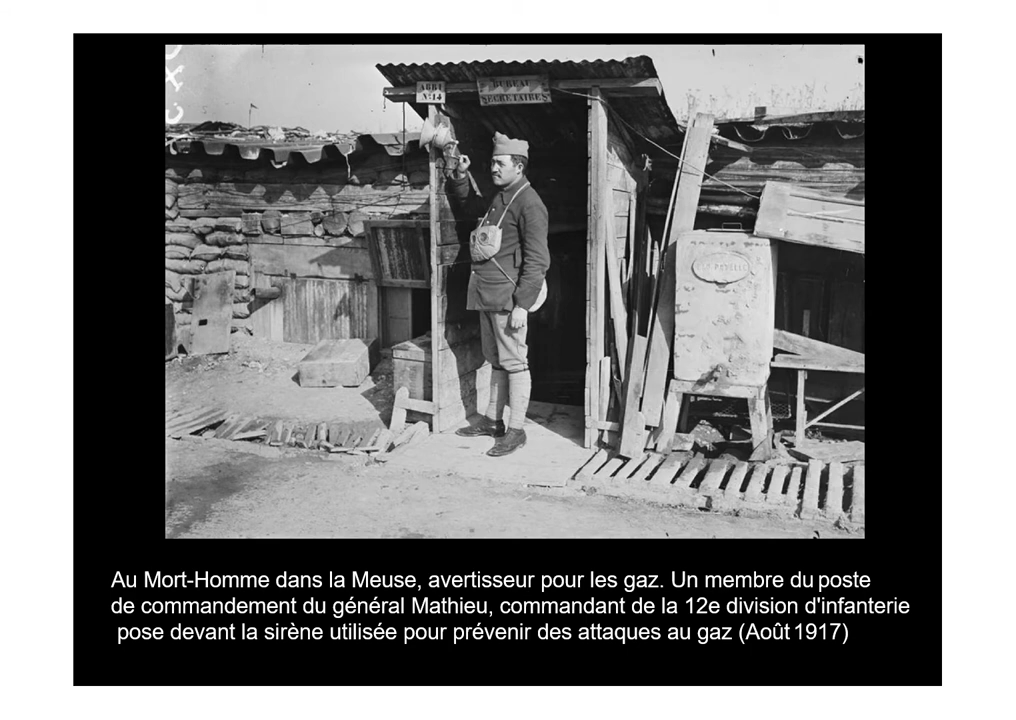 ABRI
N°14
BUREAU
SECRETAIRES
Au Mort-Homme dans la Meuse, avertisseur pour les gaz. Un membre du poste
de commandement du général Mathieu, commandant de la 12e division d'infanterie
pose devant la sirène utilisée pour prévenir des attaques au gaz (Août 1917)